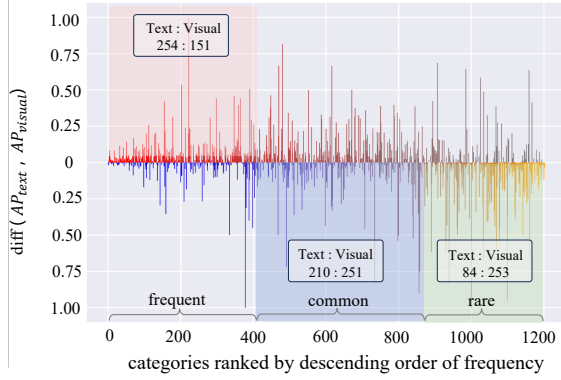 diff ( AP_text , AP_visual)
1.00
0.75
0.50
0.25
0
0.25
0.50
0.75
1.00
Text : Visual
254 : 151
Text : Visual
210 : 251
Text : Visual
84 : 253
frequent
common
rare
0 200 400 600 800 1000 1200
categories ranked by descending order of frequency